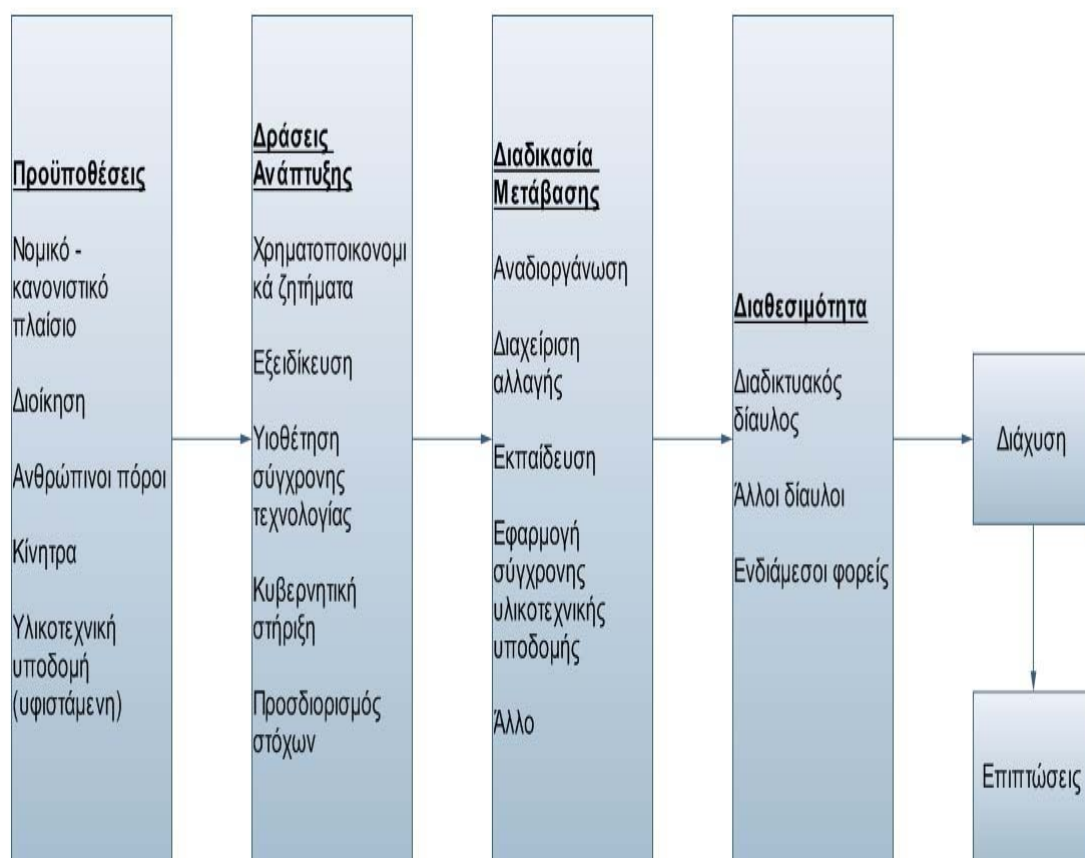 Προϋποθέσεις
Νομικό -
κανονιστικό
πλαίσιο
Διοίκηση
Ανθρώπινοι πόροι
Κίνητρα
Υλικοτεχνική
υποδομή
(υφιστάμενη)
Δράσεις
Ανάπτυξης
Χρηματοποικονομι
κά ζητήματα
Εξειδίκευση
Υιοθέτηση
σύγχρονης
τεχνολογίας
Κυβερνητική
στήριξη
Προσδιορισμός
στόχων
Διαδικασία
Μετάβασης
Αναδιοργάνωση
Διαχείριση
αλλαγής
Εκπαίδευση
Εφαρμογή
σύγχρονης
υλικοτεχνικής
υποδομής
Άλλο
Διαθεσιμότητα
Διαδικτυακός
δίαυλος
Άλλοι δίαυλοι
Ενδιάμεσοι φορείς
Διάχυση
Επιπτώσεις